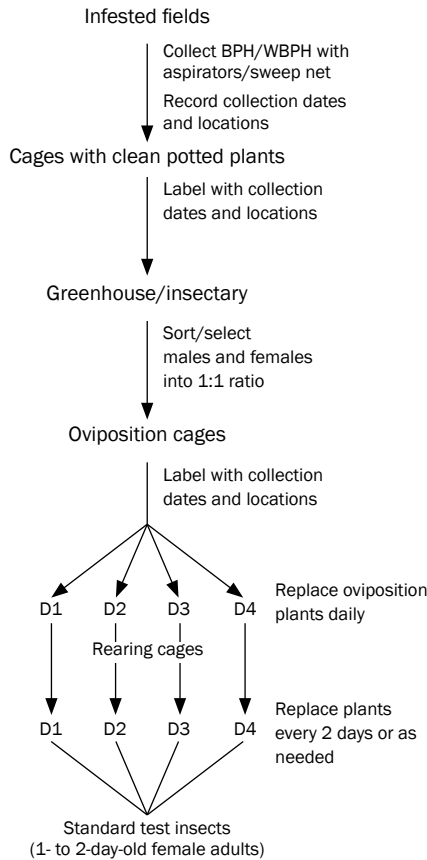 Infested fields
Collect BPH/WBPH with
aspirators/sweep net
Record collection dates
and locations
Cages with clean potted plants
Label with collection
dates and locations
Greenhouse/insectary
Sort/select
males and females
into 1:1 ratio
Oviposition cages
Label with collection
dates and locations
D1 D2 D3 D4
Replace oviposition
plants daily
Rearing cages
D1 D2 D3 D4
Replace plants
every 2 days or as
needed
Standard test insects
(1- to 2-day-old female adults)